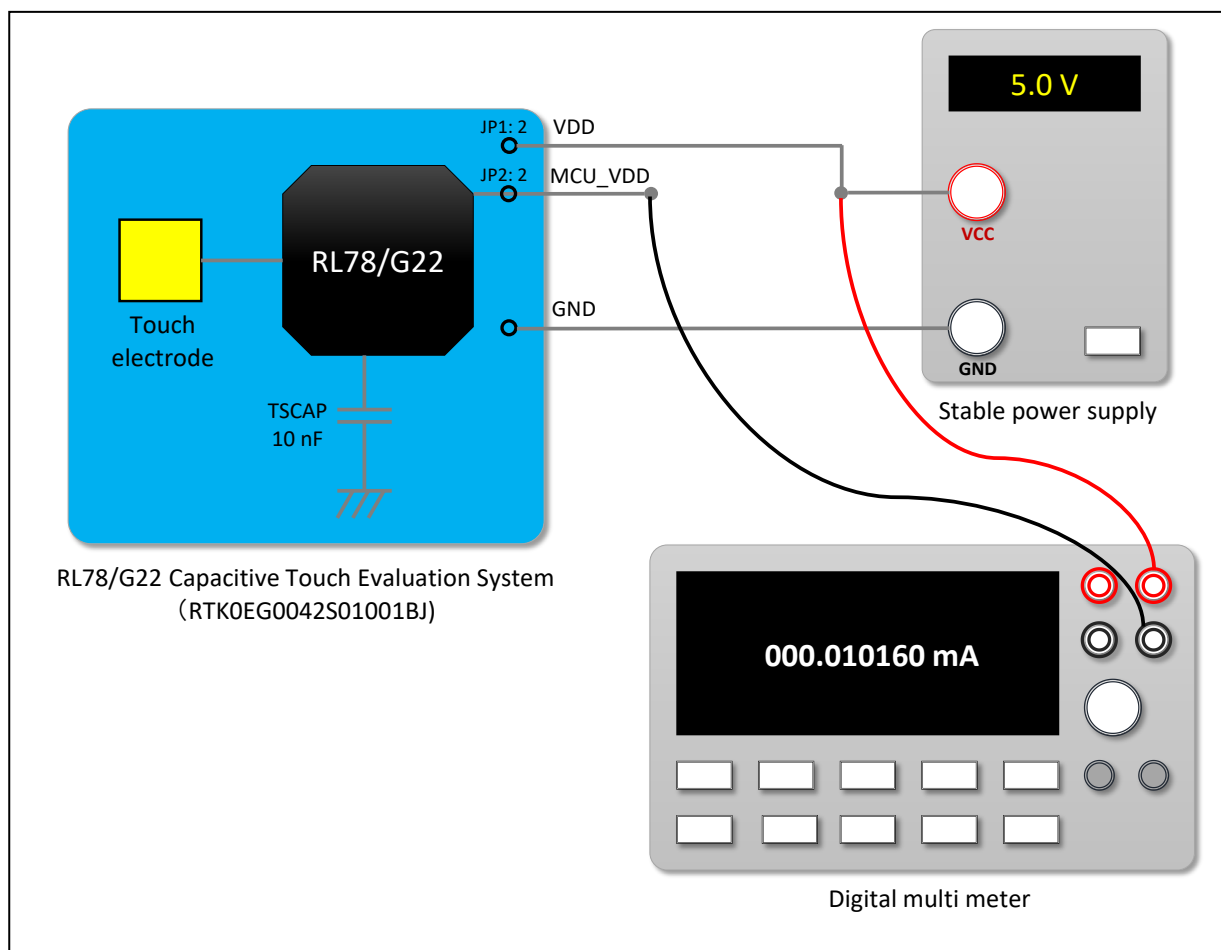 5.0 V
VCC
GND
Stable power supply
JP1: 2
VDD
JP2: 2
MCU_VDD
RL78/G22
GND
Touch
electrode
TSCAP
10 nF
RL78/G22 Capacitive Touch Evaluation System
（RTK0EG0042S01001BJ)
000.010160 mA
Digital multi meter